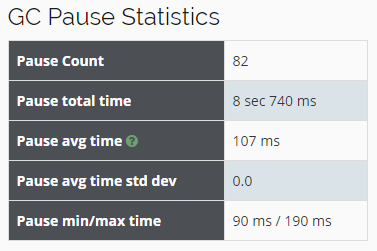 GC Pause Statistics
Pause Count 82
Pause total time 8 sec 740 ms
Pause avg time ? 107 ms
Pause avg time std dev 0.0
Pause min/max time 90 ms / 190 ms